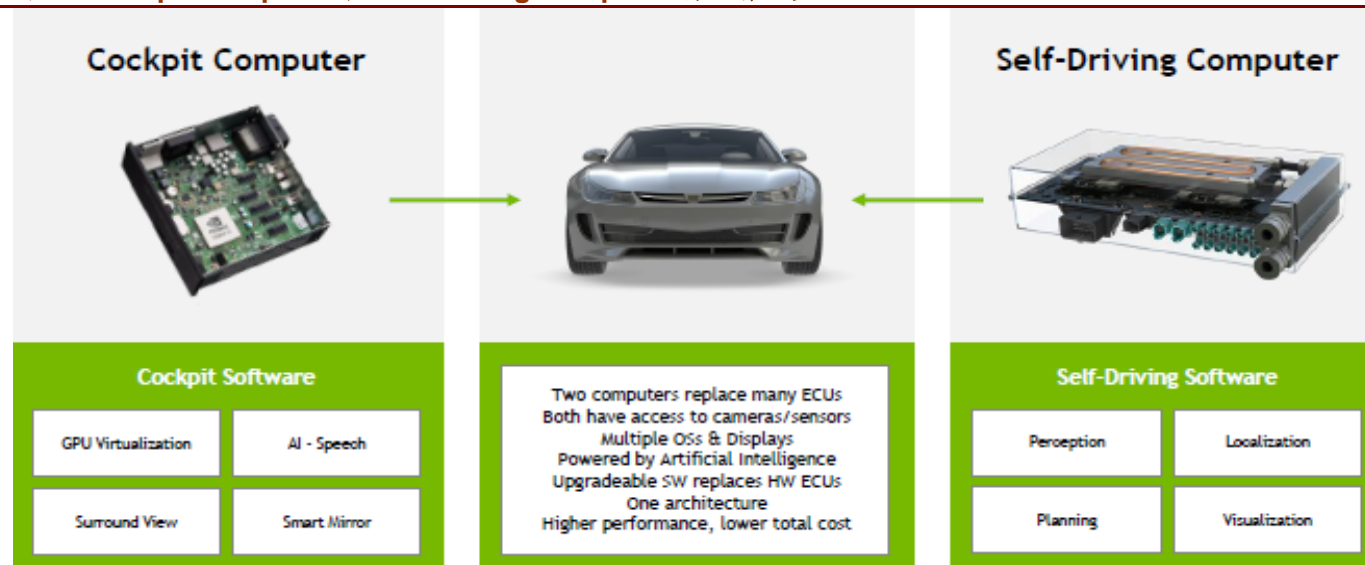 Cockpit Computer
Self-Driving Computer
Cockpit Software
GPU Virtualization
AI - Speech
Surround View
Smart Mirror
Two computers replace many ECUs
Both have access to cameras/sensors
Multiple OSs & Displays
Powered by Artificial Intelligence
Upgradeable SW replaces HW ECUs
One architecture
Higher performance, lower total cost
Self-Driving Software
Perception
Localization
Planning
Visualization